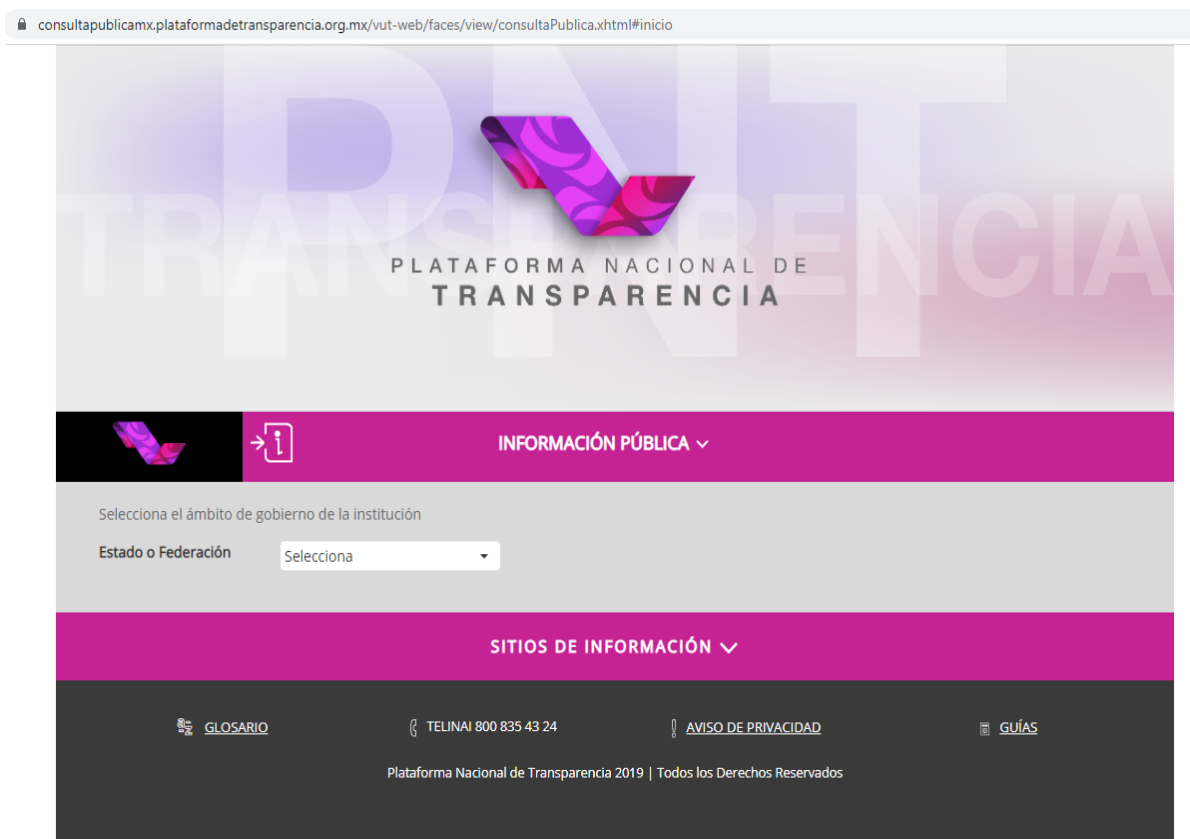 consultapublicamx.plataformadetransparencia.org.mx/vut-web/faces/view/consultaPublica.xhtml#inicio
PNT
TRANSPARENCIA
PLATAFORMA NACIONAL DE
TRANSPARENCIA
INFORMACIÓN PÚBLICA
Selecciona el ámbito de gobierno de la institución
Estado o Federación Selecciona
SITIOS DE INFORMACIÓN
GLOSARIO TELINAI 800 835 43 24 AVISO DE PRIVACIDAD GUÍAS
Plataforma Nacional de Transparencia 2019 | Todos los Derechos Reservados